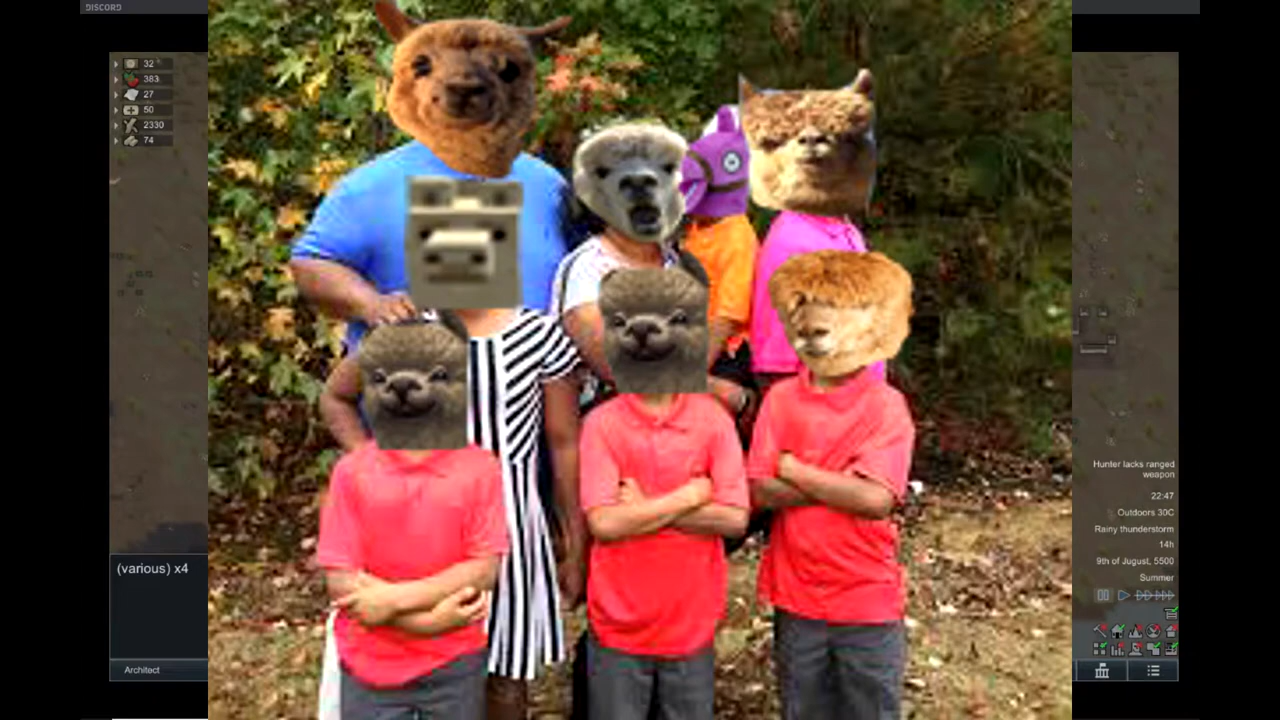 DISCORD
32
383
27
50
2330
74
Hunter lacks ranged
weapon
22:47
Outdoors 30C
Rainy thunderstorm
14h
9th of Jugust, 5500
Summer
(various) x4
Architect